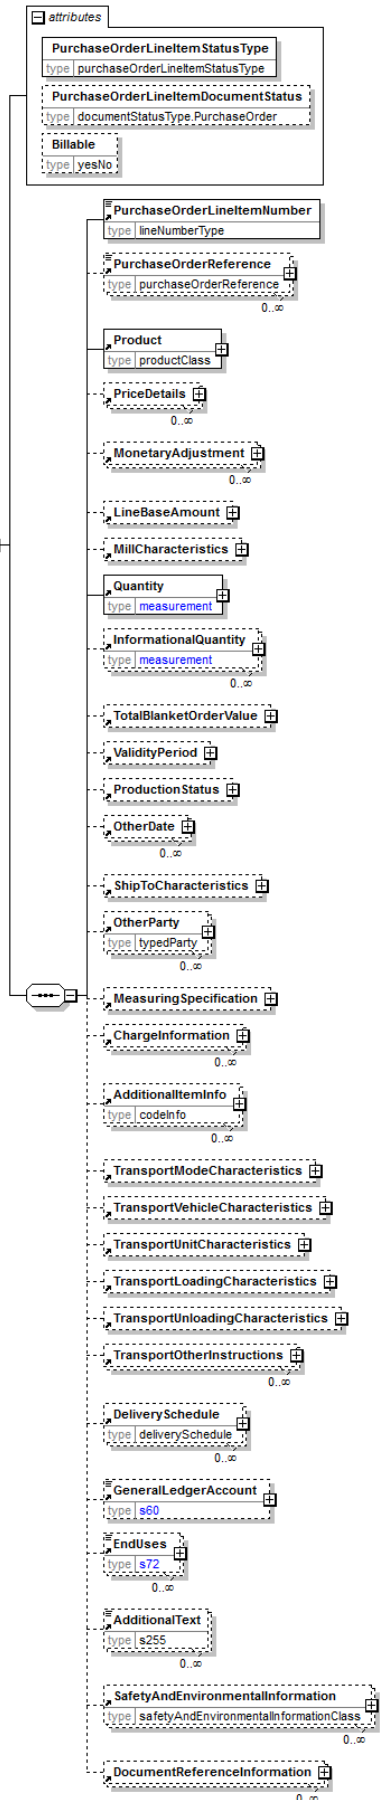 attributes
PurchaseOrderLineItemStatusType
type purchaseOrderLineItemStatusType
PurchaseOrderLineItemDocumentStatus
type documentStatusType.PurchaseOrder
Billable
type yesNo
PurchaseOrderLineItemNumber
type lineNumberType
PurchaseOrderReference
type purchaseOrderReference
0..∞
Product
type productClass
PriceDetails
0..∞
MonetaryAdjustment
0..∞
LineBaseAmount
MillCharacteristics
Quantity
type measurement
InformationalQuantity
type measurement
0..∞
TotalBlanketOrderValue
ValidityPeriod
ProductionStatus
OtherDate
0..∞
ShipToCharacteristics
OtherParty
type typedParty
0..∞
MeasuringSpecification
ChargeInformation
0..∞
AdditionalItemInfo
type codeInfo
0..∞
TransportModeCharacteristics
TransportVehicleCharacteristics
TransportUnitCharacteristics
TransportLoadingCharacteristics
TransportUnloadingCharacteristics
TransportOtherInstructions
0..∞
DeliverySchedule
type deliverySchedule
0..∞
GeneralLedgerAccount
type s60
EndUses
type s72
0..∞
AdditionalText
type s255
0..∞
SafetyAndEnvironmentalInformation
type safetyAndEnvironmentalInformationClass
0..∞
DocumentReferenceInformation
0..∞